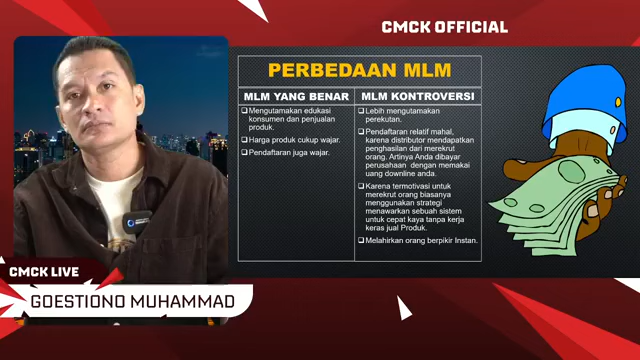 CMCK OFFICIAL
PERBEDAAN MLM
MLM YANG BENAR
Mengutamakan edukasi
konsumen dan penjualan
produk.
Harga produk cukup wajar.
Pendaftaran juga wajar.
MLM KONTROVERSI
Lebih mengutamakan
perekutan.
Pendaftaran relatif mahal,
karena distributor mendapatkan
penghasilan dari merekrut
orang. Artinya Anda dibayar
perusahaan dengan memakai
uang downline anda.
Karena termotivasi untuk
merekrut orang biasanya
menggunakan strategi
menawarkan sebuah sistem
untuk cepat kaya tanpa kerja
keras jual Produk.
Melahirkan orang berpikir Instan.
CMCK LIVE
GOESTIONO MUHAMMAD